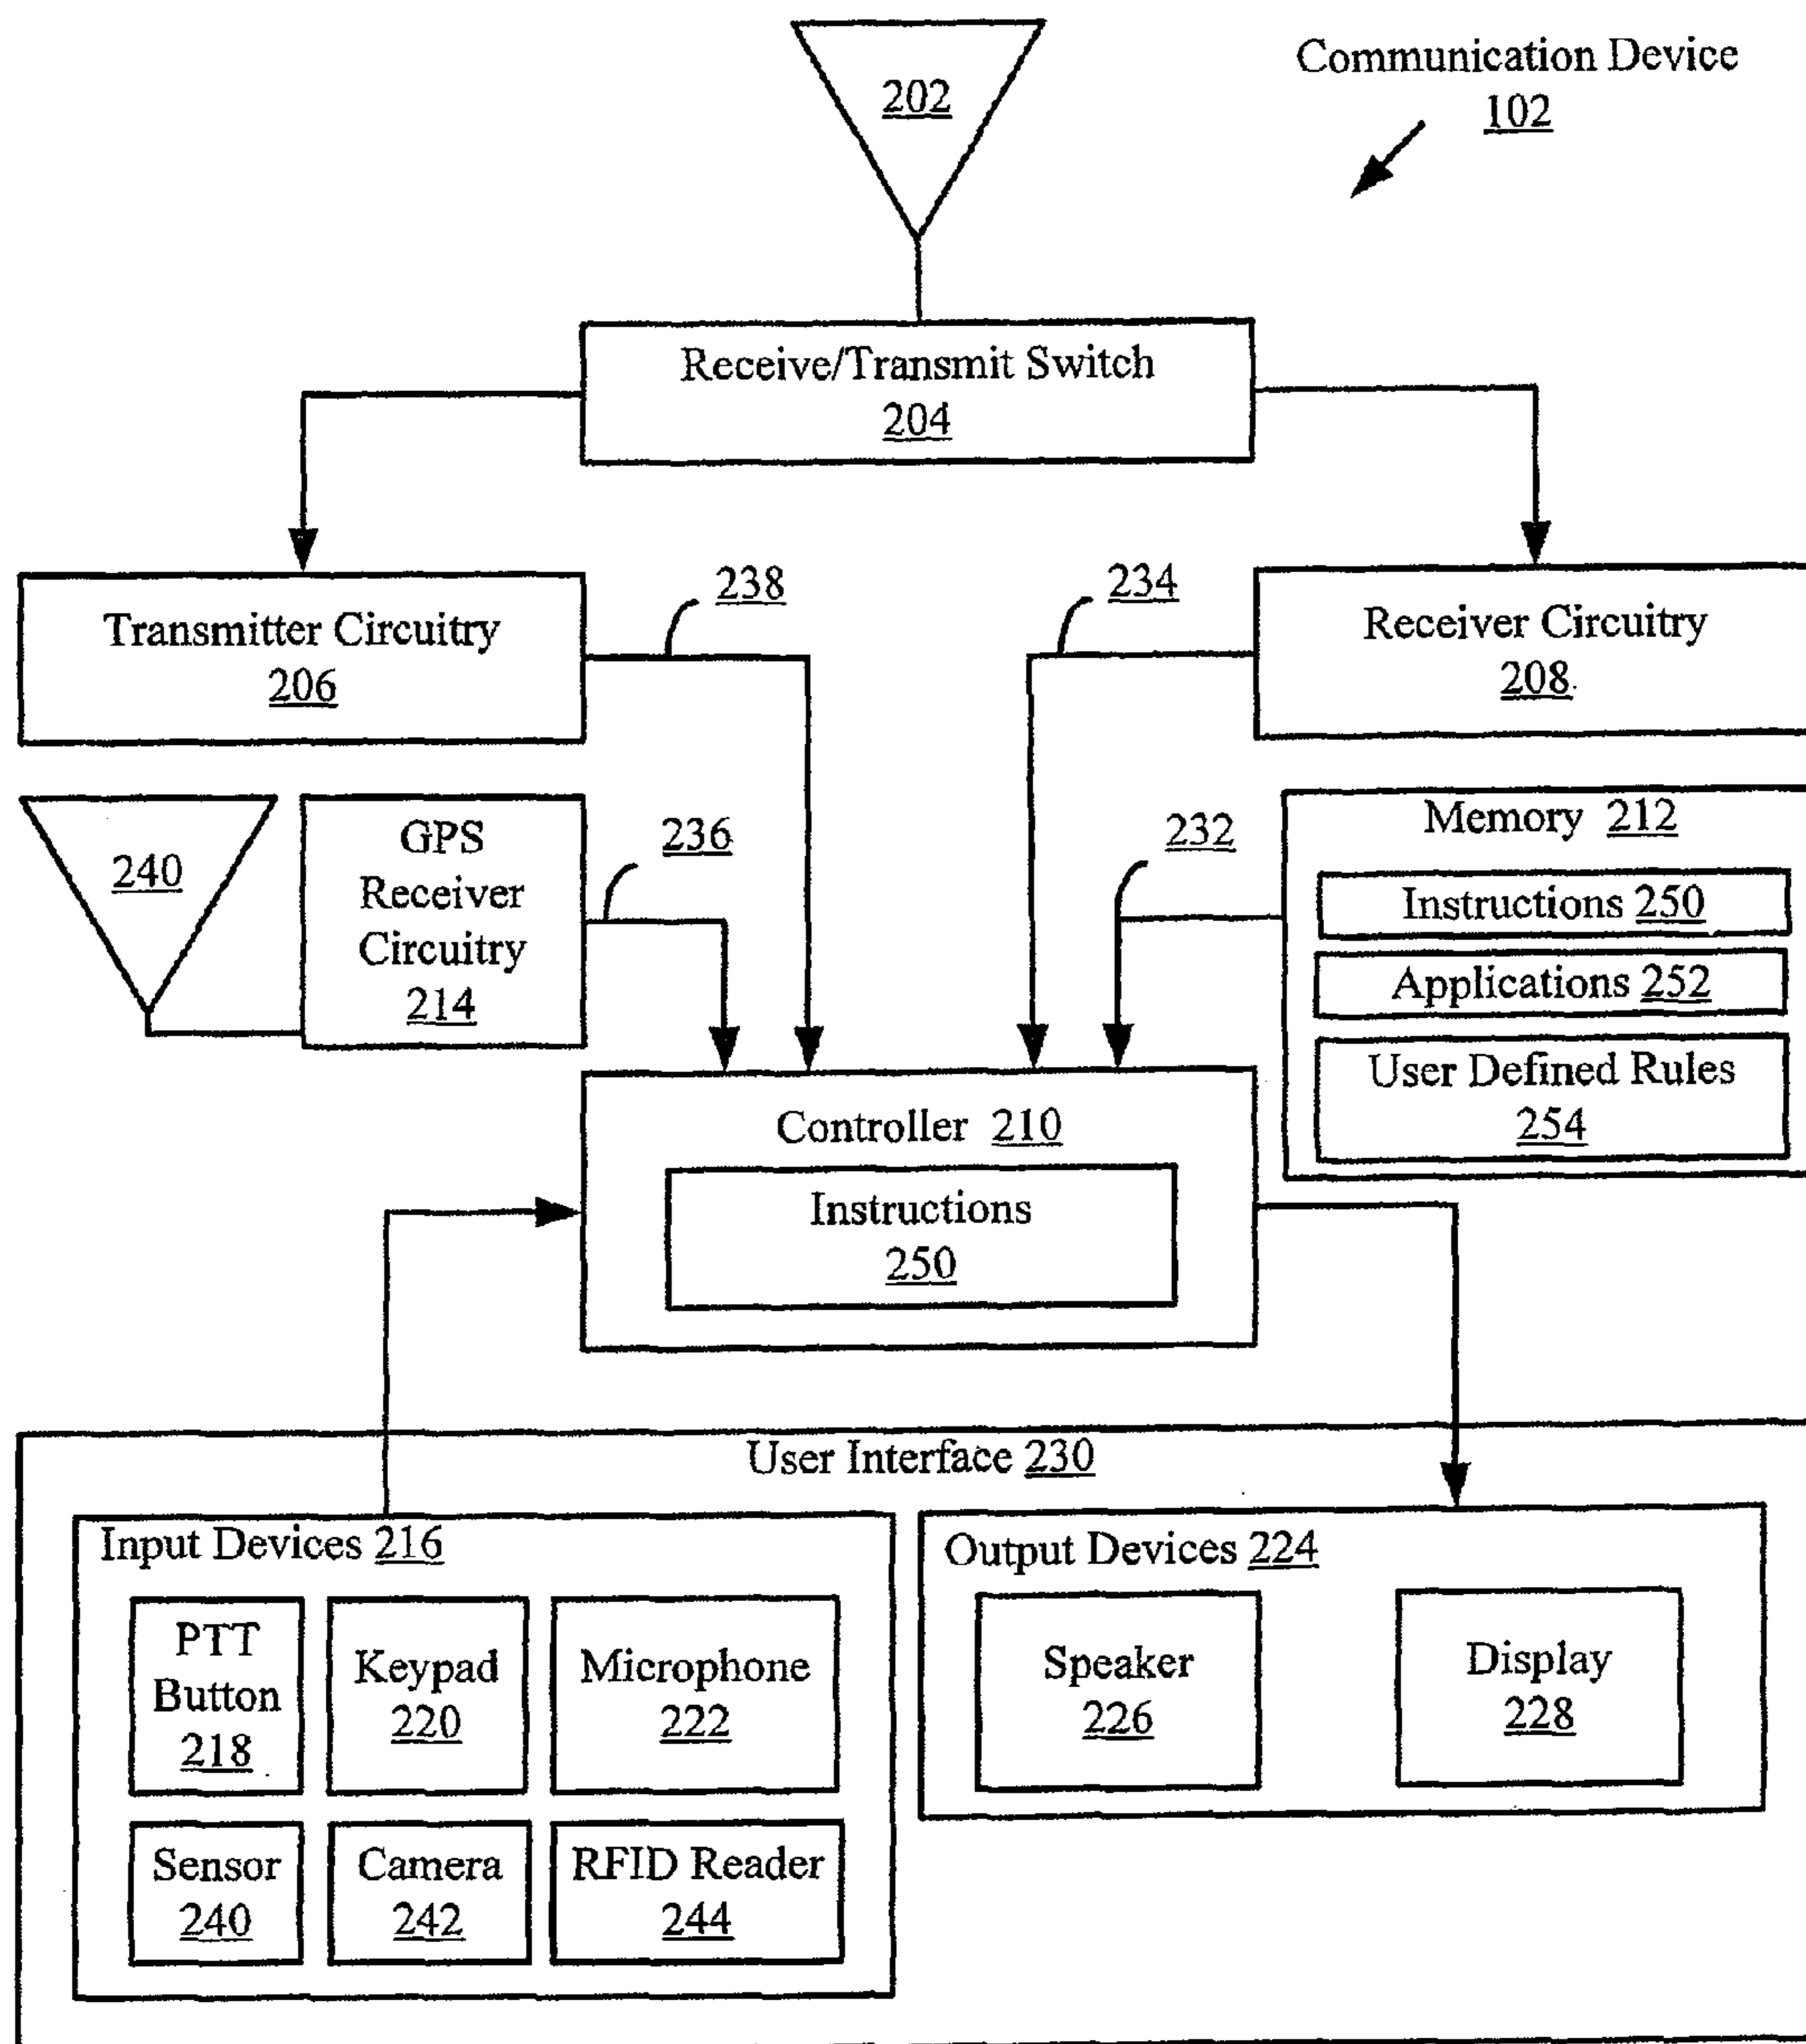 202
Communication Device
102
Receive/Transmit Switch
204
Transmitter Circuitry
206
238
234
Receiver Circuitry
208
240
GPS
Receiver
Circuitry
214
236
232
Memory 212
Instructions 250
Applications 252
User Defined Rules
254
Controller 210
Instructions
250
User Interface 230
Input Devices 216
PTT
Button
218
Keypad
220
Microphone
222
Sensor
240
Camera
242
RFID Reader
244
Output Devices 224
Speaker
226
Display
228